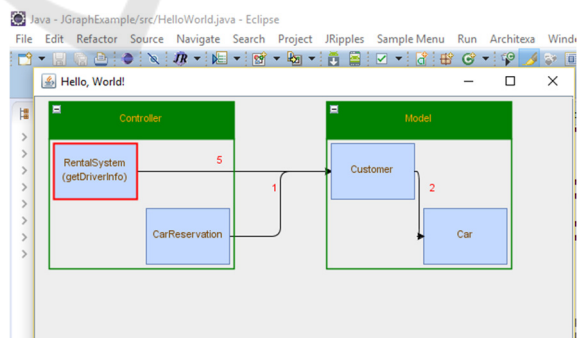 Java - JGraphExample/src/HelloWorld.java - Eclipse
File Edit Refactor Source Navigate Search Project JRipples Sample Menu Run Architexa Winde
Hello, World!
Controller
Model
RentalSystem
(getDriverInfo)
5
Customer
1
2
CarReservation
Car